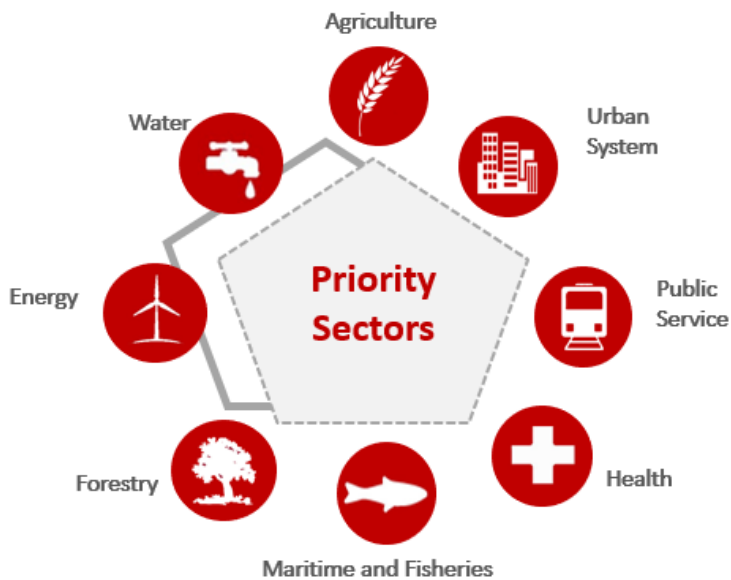 Agriculture
Water
Urban
System
Priority
Sectors
Energy
Public
Service
Forestry
Health
Maritime and Fisheries